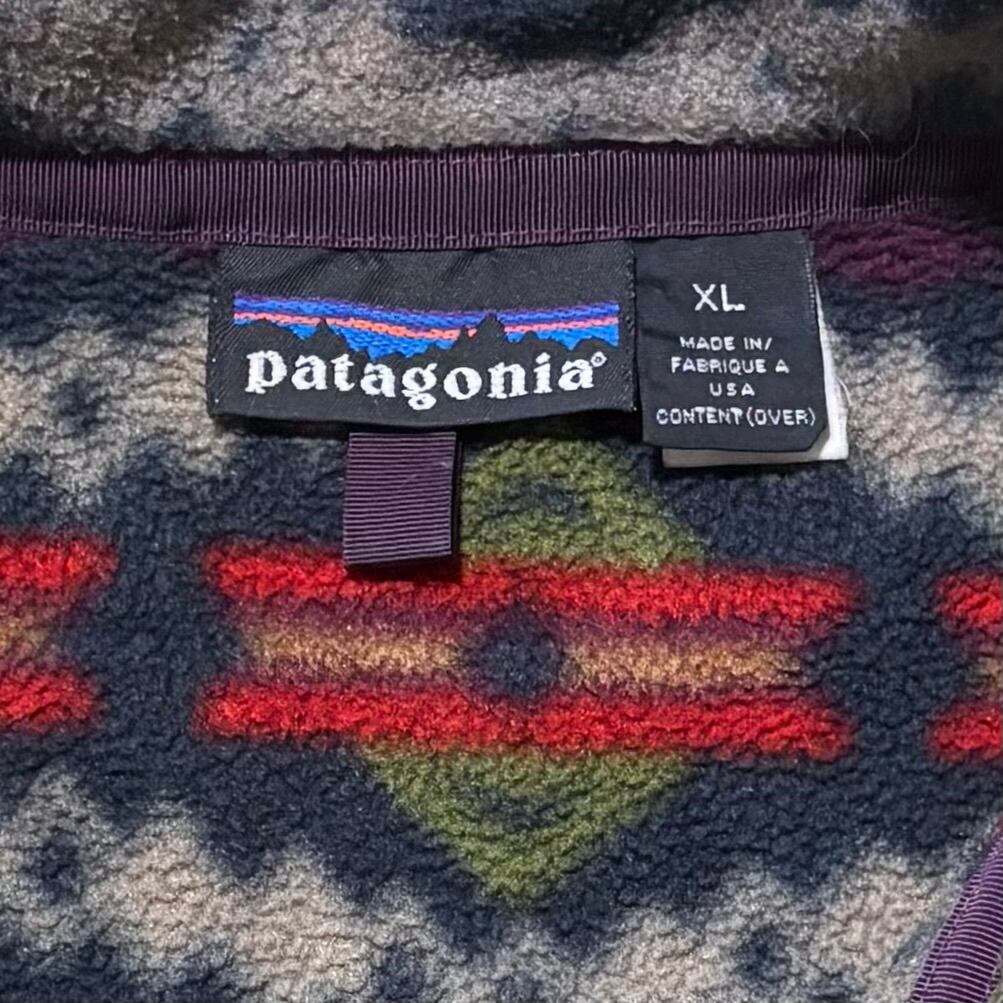 patagonia®
XL
MADE IN/
FABRIQUE A
USA
CONTENT(OVER)